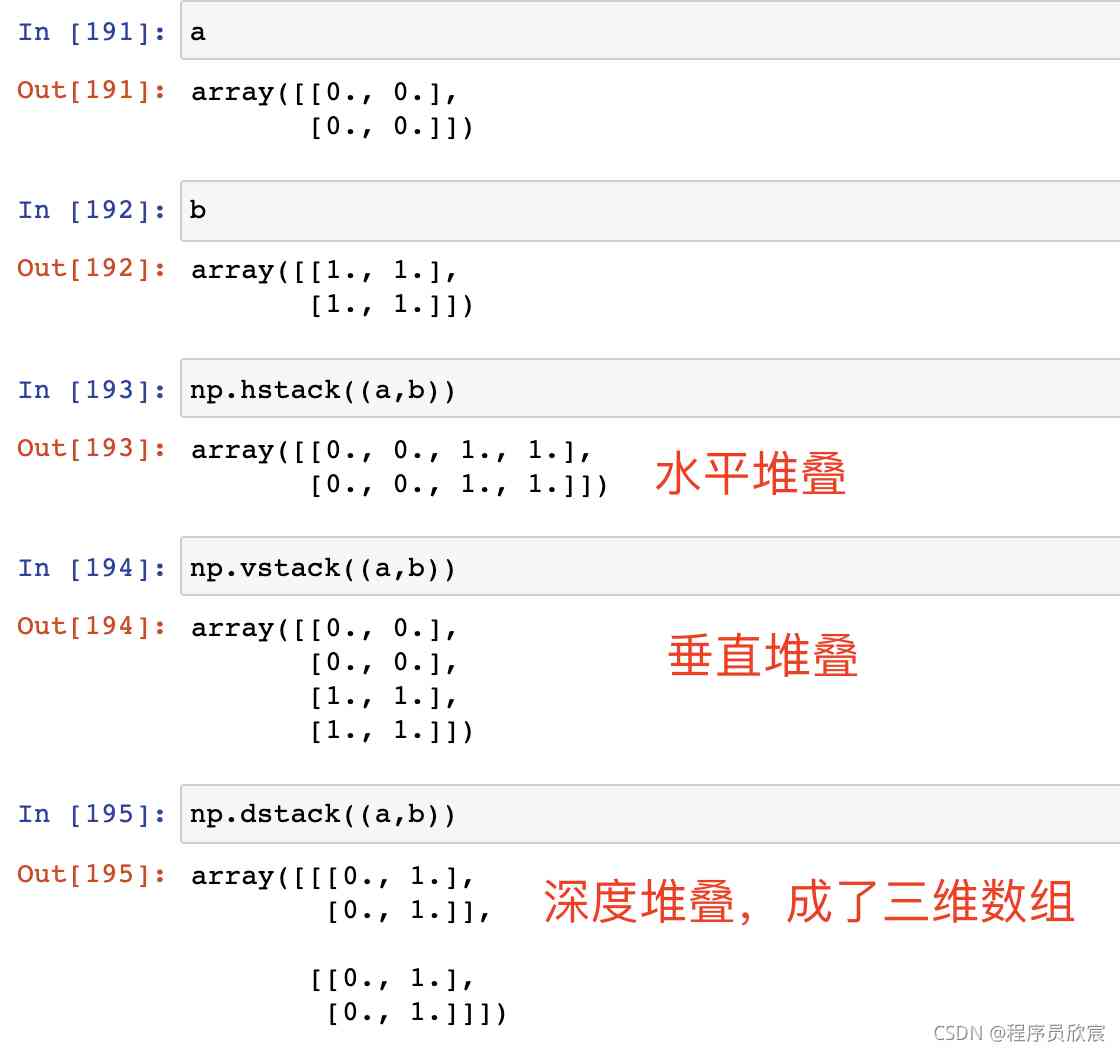 In [191]: a
Out[191]: array([[0., 0.],
[0., 0.]])
In [192]: b
Out[192]: array([[1., 1.],
[1., 1.]])
In [193]: np.hstack((a,b))
Out[193]: array([[0., 0., 1., 1.],
[0., 0., 1., 1.]])
水平堆叠
In [194]: np.vstack((a,b))
Out[194]: array([[0., 0.],
[0., 0.],
[1., 1.],
[1., 1.]])
垂直堆叠
In [195]: np.dstack((a,b))
Out[195]: array([[[0., 1.],
[0., 1.]],
[[0., 1.],
[0., 1.]]])
深度堆叠，成了三维数组
CSDN @程序员欣宸